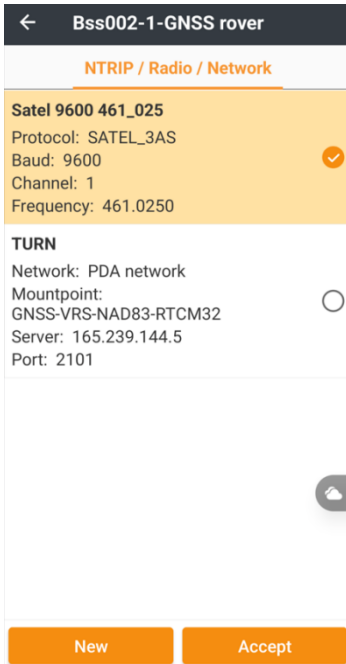 Bss002-1-GNSS rover
NTRIP / Radio / Network
Satel 9600 461_025
Protocol: SATEL_3AS
Baud: 9600
Channel: 1
Frequency: 461.0250
TURN
Network: PDA network
Mountpoint:
GNSS-VRS-NAD83-RTCM32
Server: 165.239.144.5
Port: 2101
New
Accept